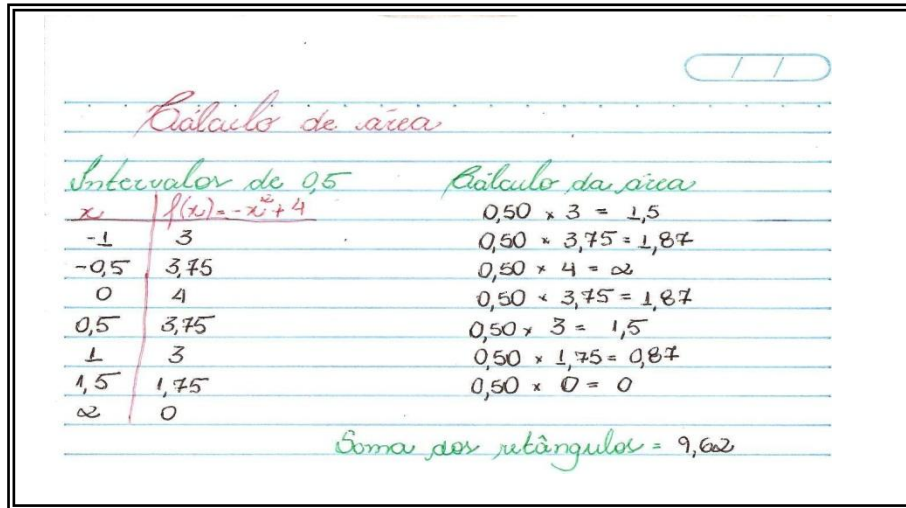 Cálculo de área
Intervalos de 0,5
x f(x)=-x²+4
-1 3
-0,5 3,75
0 4
0,5 3,75
1 3
1,5 1,75
2 0
Cálculo da área
0,50 x 3 = 1,5
0,50 x 3,75 = 1,87
0,50 x 4 = 2
0,50 x 3,75 = 1,87
0,50 x 3 = 1,5
0,50 x 1,75 = 0,87
0,50 x 0 = 0
Soma dos retângulos = 9,62